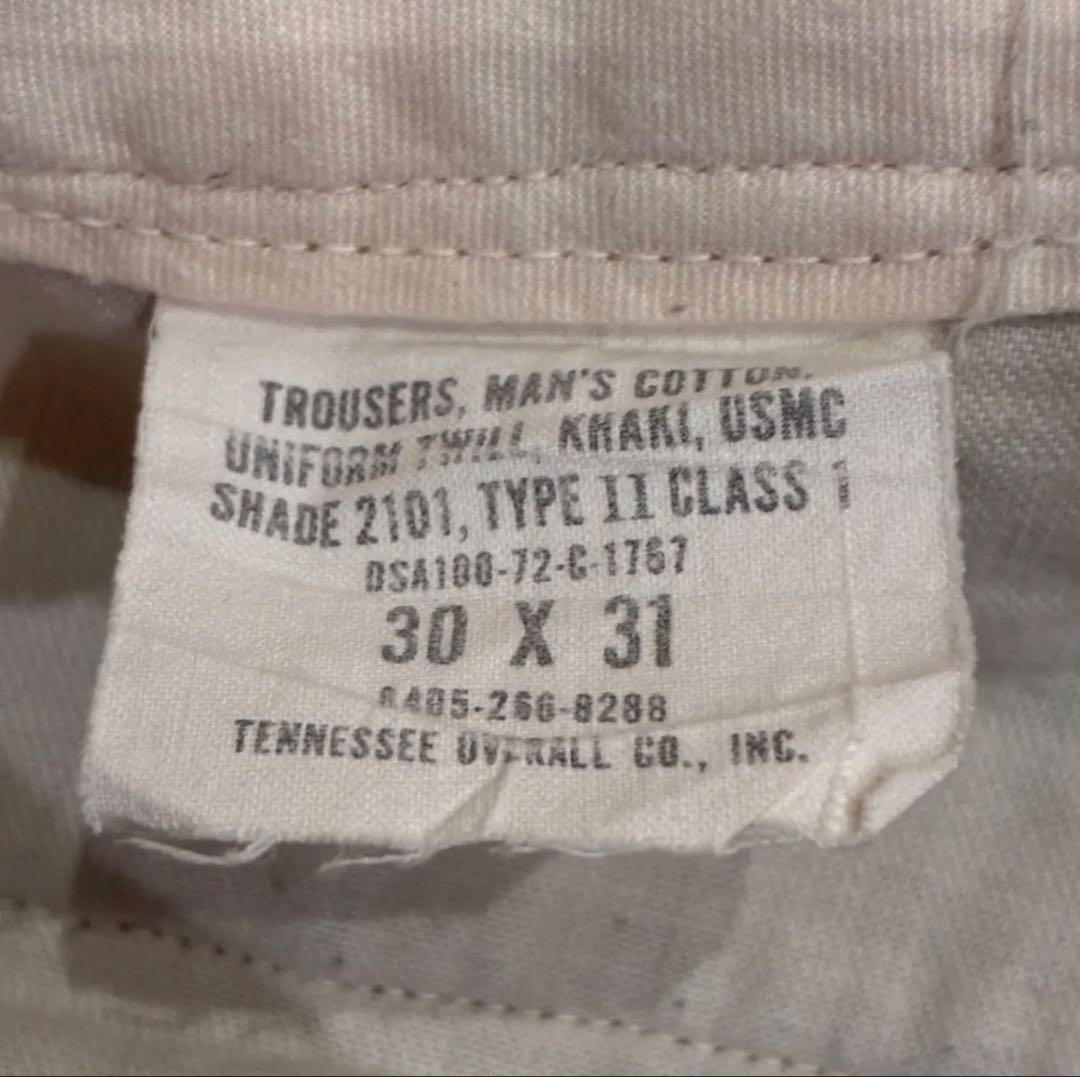 TROUSERS, MAN'S COTTON,
UNIFORM TWILL, KHAKI, USMC
SHADE 2101, TYPE II CLASS 1
DSA100-72-C-1767
30 X 31
8405-266-8288
TENNESSEE OVERALL CO., INC.